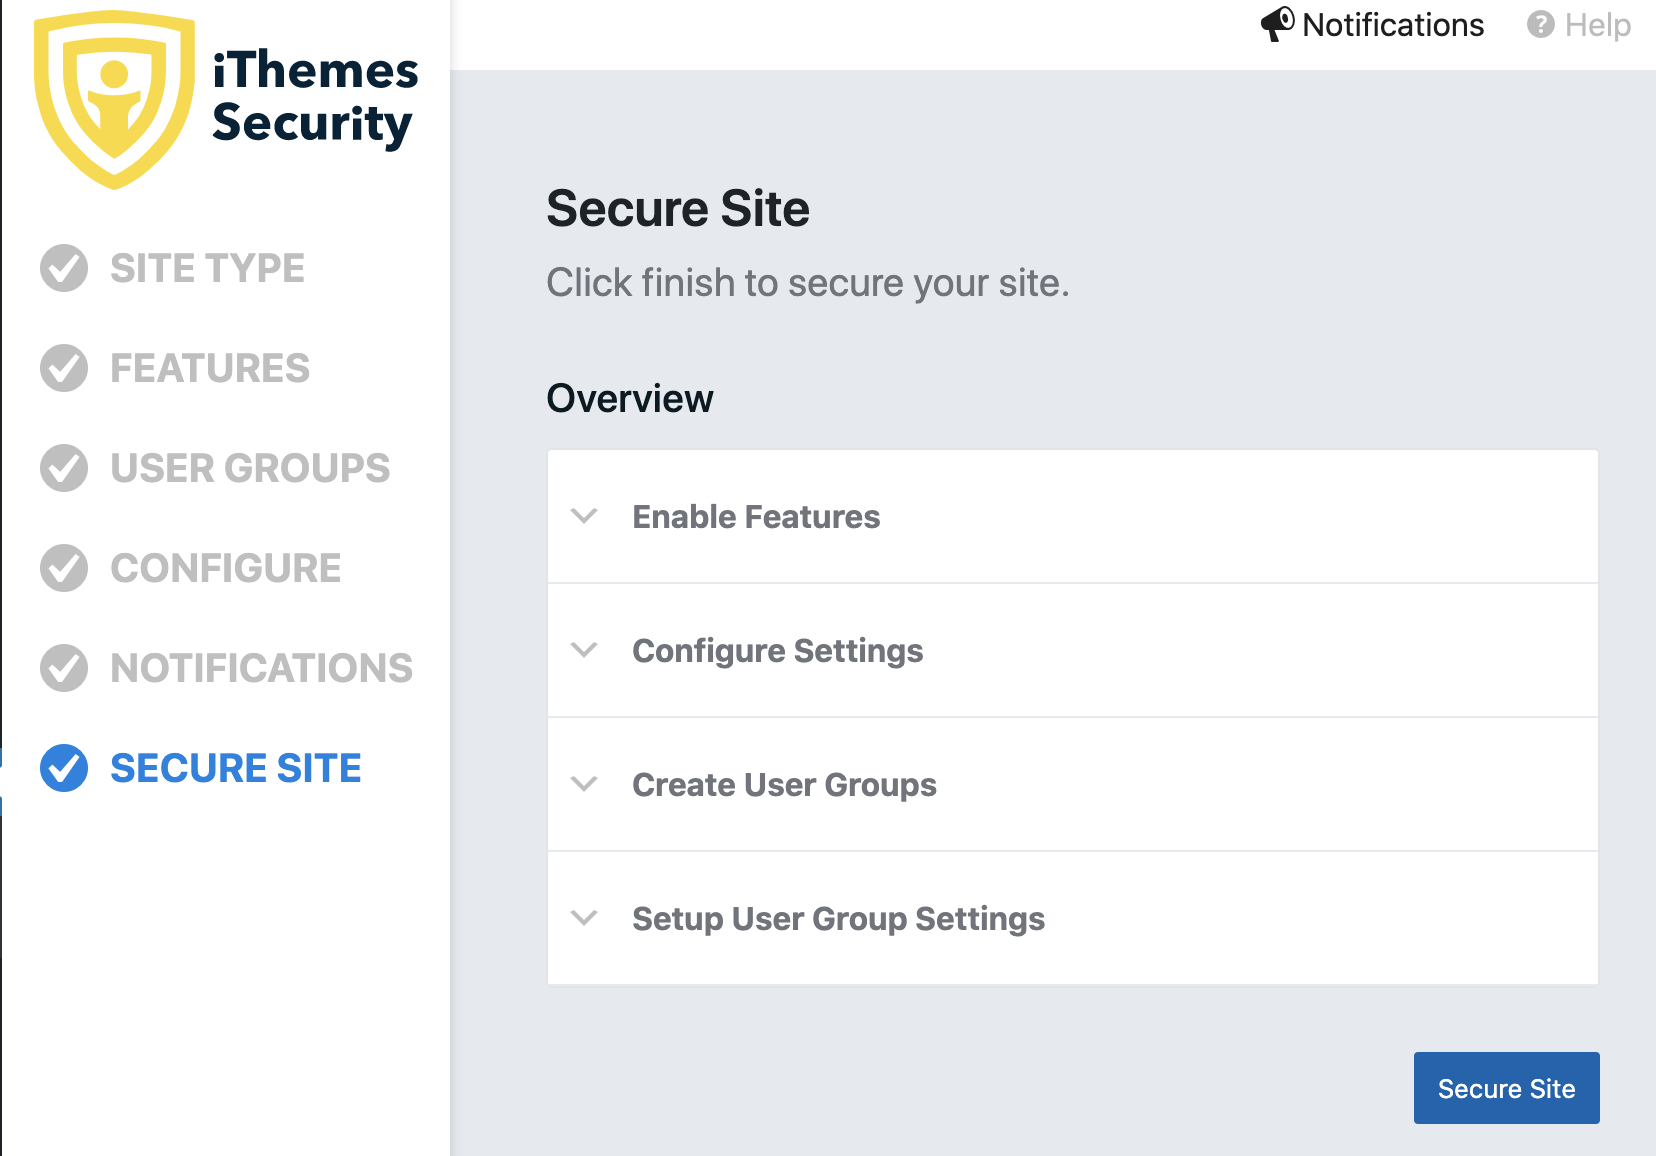 iThemes
Security
Notifications
Help
SITE TYPE
FEATURES
USER GROUPS
CONFIGURE
NOTIFICATIONS
SECURE SITE
Secure Site
Click finish to secure your site.
Overview
Enable Features
Configure Settings
Create User Groups
Setup User Group Settings
Secure Site